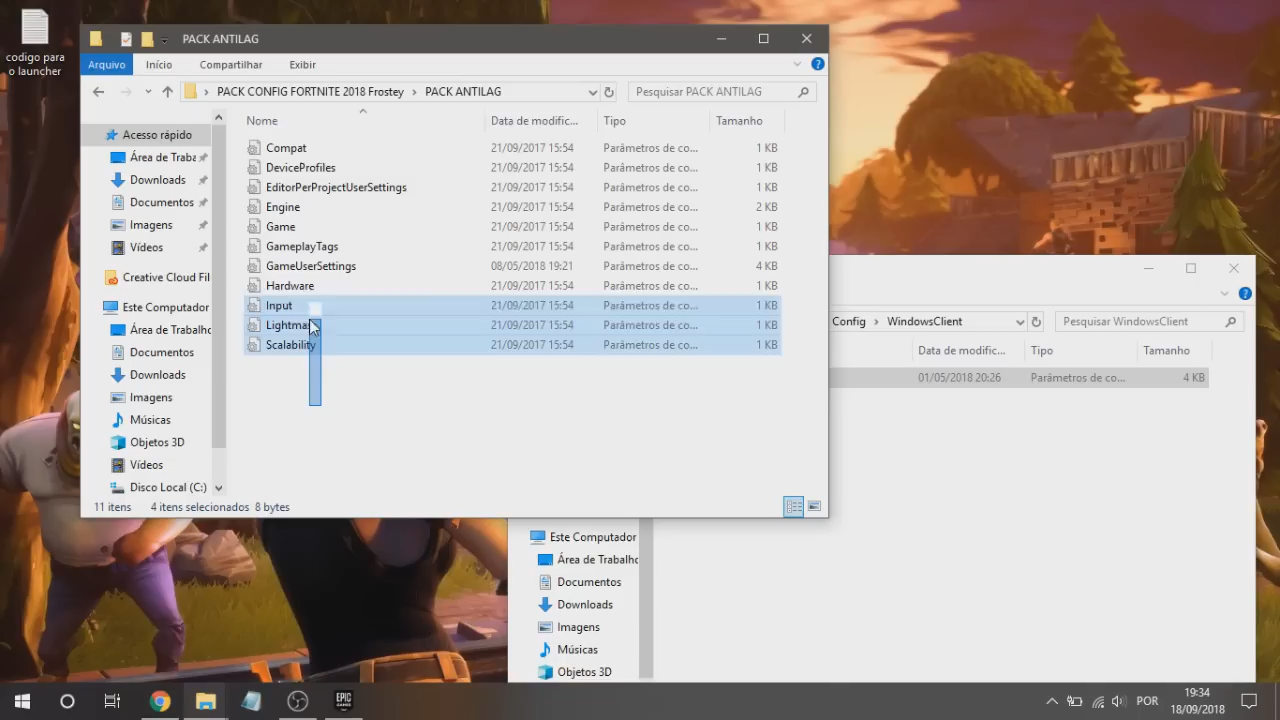 codigo para
o launcher
PACK ANTILAG
Arquivo Início Compartilhar Exibir
PACK CONFIG FORTNITE 2018 Frostey PACK ANTILAG Pesquisar PACK ANTILAG
Nome Data de modific... Tipo Tamanho
Acesso rápido
Área de Traba
Downloads
Documentos
Imagens
Vídeos
Creative Cloud Fil
Este Computador
Área de Trabalho
Documentos
Downloads
Imagens
Músicas
Objetos 3D
Vídeos
Disco Local (C:)
Compat 21/09/2017 15:54 Parâmetros de co... 1 KB
DeviceProfiles 21/09/2017 15:54 Parâmetros de co... 1 KB
EditorPerProjectUserSettings 21/09/2017 15:54 Parâmetros de co... 1 KB
Engine 21/09/2017 15:54 Parâmetros de co... 2 KB
Game 21/09/2017 15:54 Parâmetros de co... 1 KB
GameplayTags 21/09/2017 15:54 Parâmetros de co... 1 KB
GameUserSettings 08/05/2018 19:21 Parâmetros de co... 4 KB
Hardware 21/09/2017 15:54 Parâmetros de co... 1 KB
Input 21/09/2017 15:54 Parâmetros de co... 1 KB
Lightmas 21/09/2017 15:54 Parâmetros de co... 1 KB
Scalability 21/09/2017 15:54 Parâmetros de co... 1 KB
11 itens 4 itens selecionados 8 bytes
Config WindowsClient Pesquisar WindowsClient
Data de modific... Tipo Tamanho
01/05/2018 20:26 Parâmetros de co... 4 KB
Este Computador
Área de Trabalho
Documentos
Downloads
Imagens
Músicas
Objetos 3D
EPIC
GAMES
POR
19:34
18/09/2018